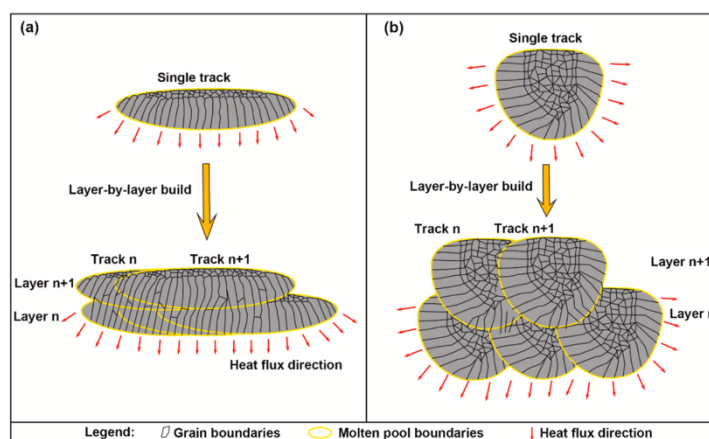 (a)
Single track
Layer-by-layer build
Track n
Track n+1
Layer n+1
Layer n
Heat flux direction
(b)
Single track
Layer-by-layer build
Track n
Track n+1
Layer n+1
Layer n
Legend:
Grain boundaries
Molten pool boundaries
Heat flux direction